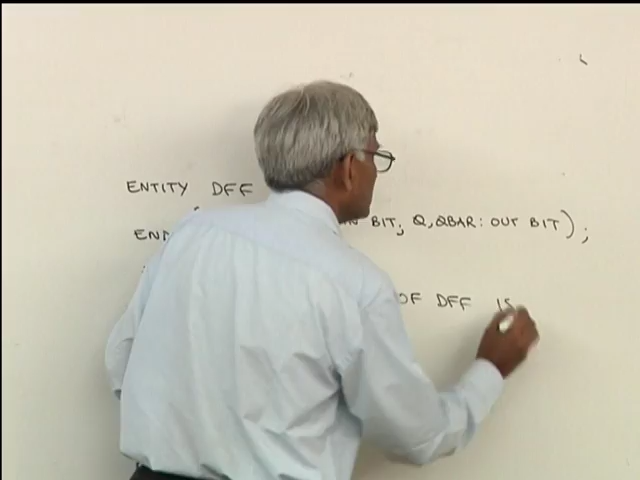 ENTITY DFF
IN BIT; Q,QBAR: OUT BIT);
END
OF DFF IS